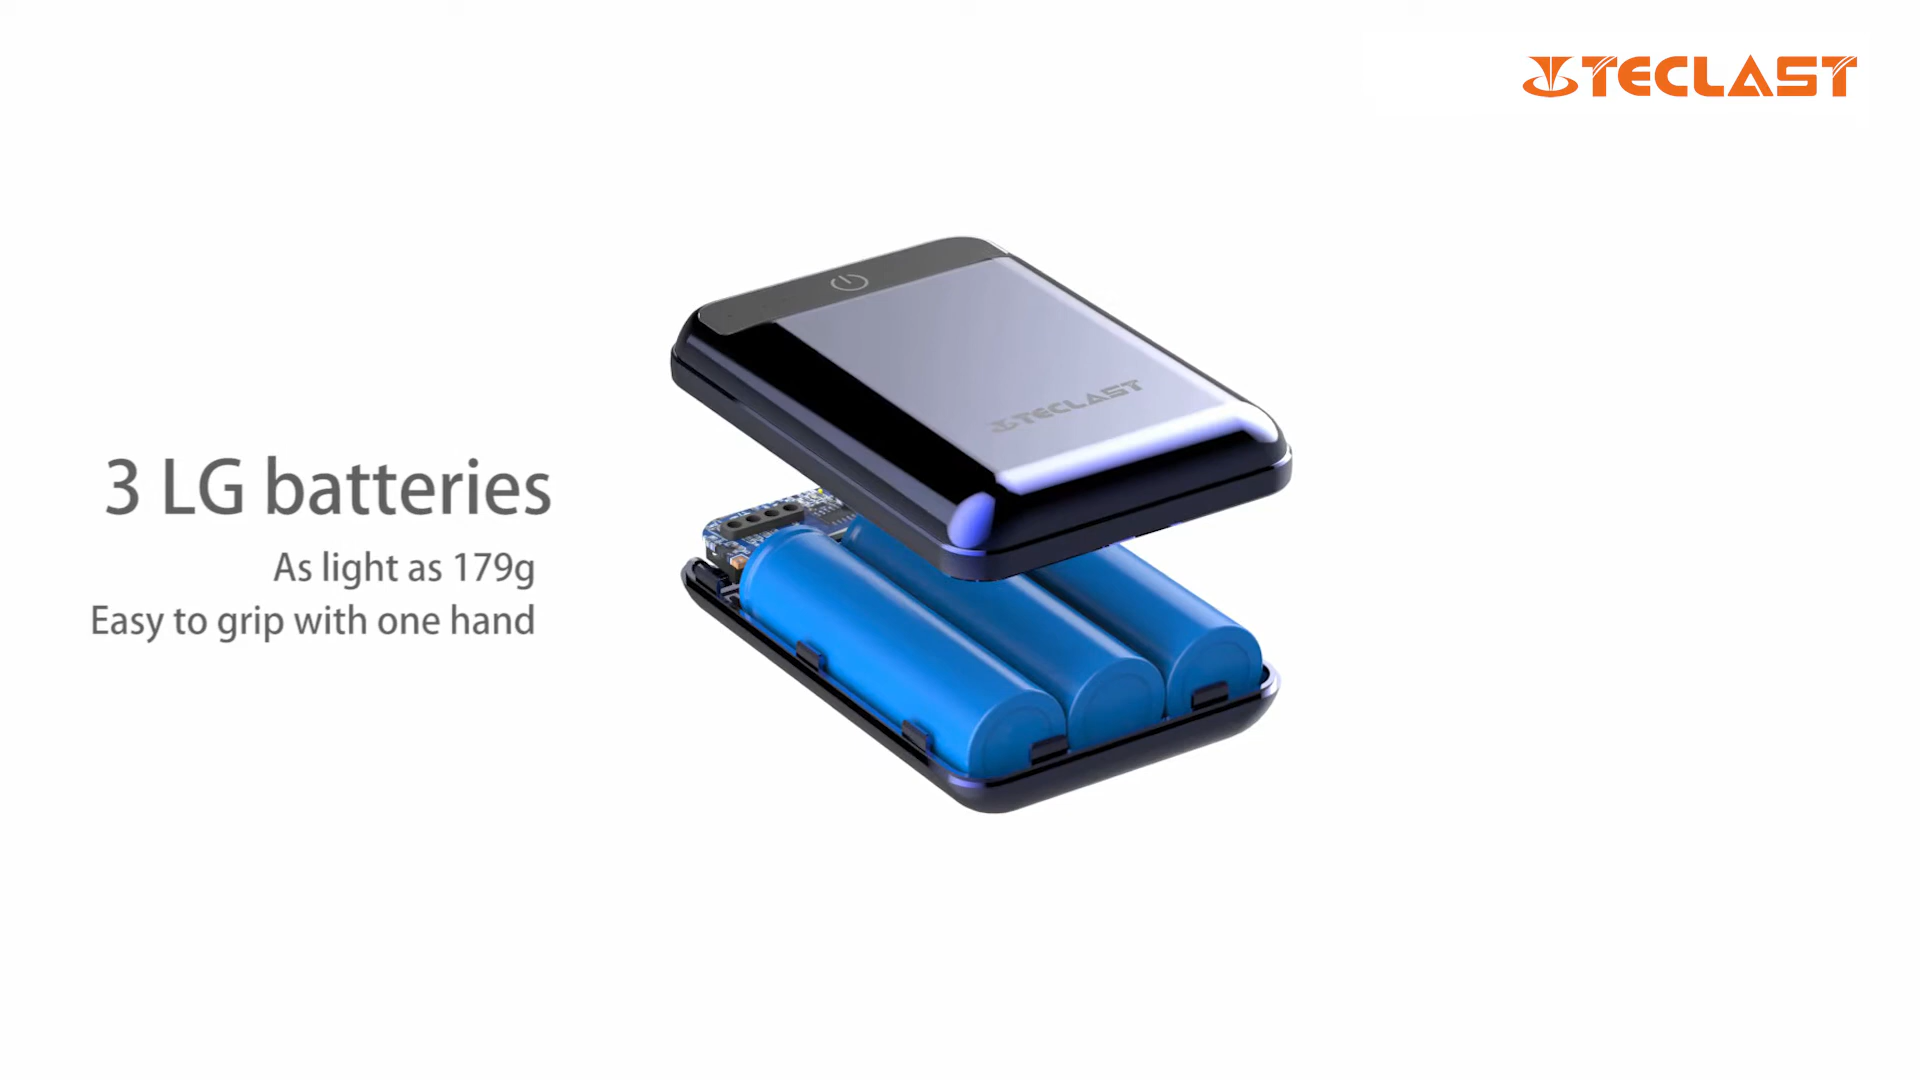 TECLAST
TECLAST
3 LG batteries
As light as 179g
Easy to grip with one hand